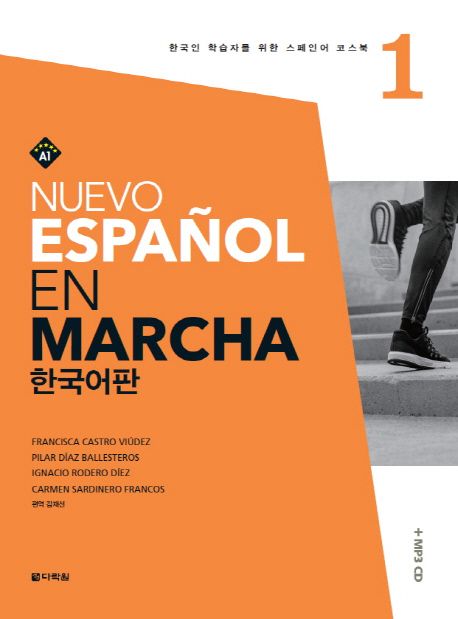 한국인 학습자를 위한 스페인어 코스북
1
A1
NUEVO
ESPAÑOL
EN
MARCHA
한국어판
FRANCISCA CASTRO VIÚDEZ
PILAR DÍAZ BALLESTEROS
IGNACIO RODERO DÍEZ
CARMEN SARDINERO FRANCOS
편역 김재선
+ MP3 CD
다락원